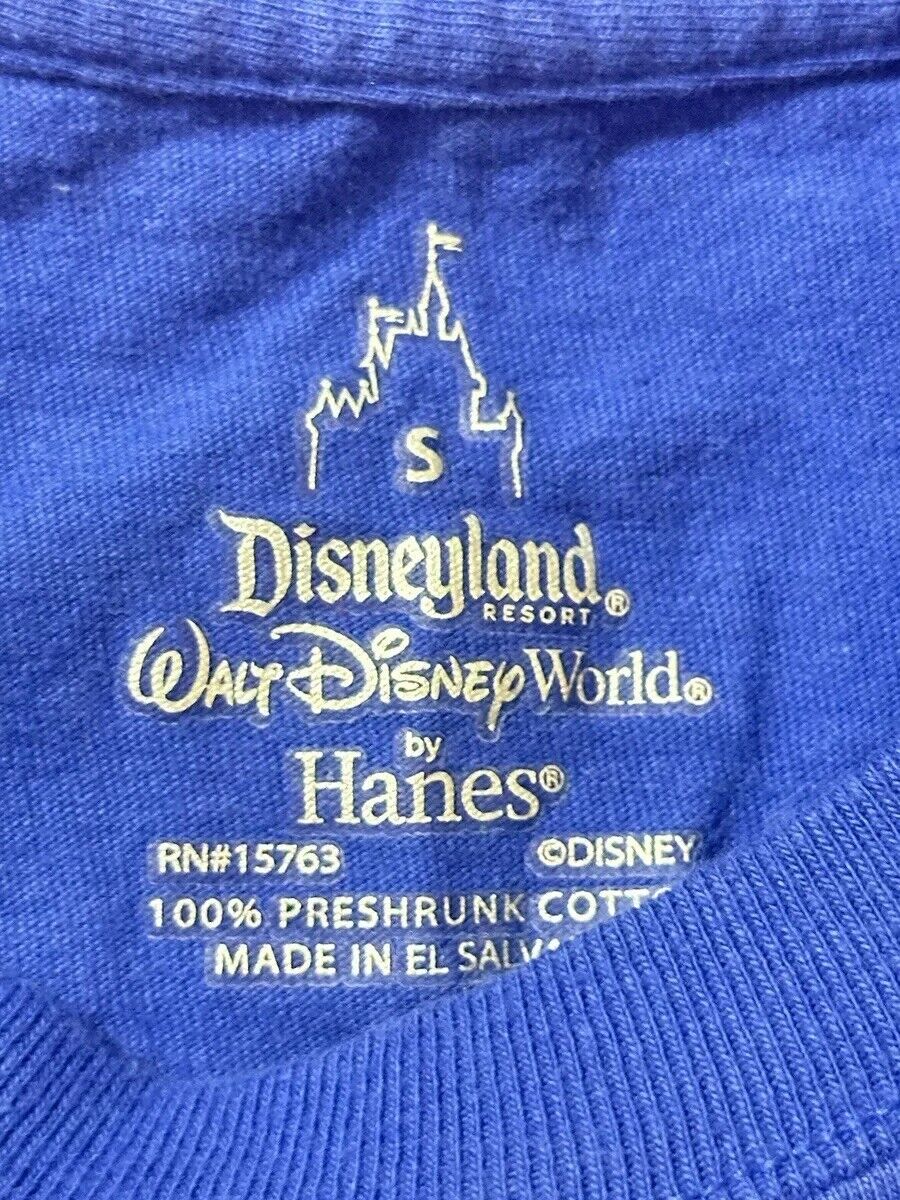 S
Disneyland®
RESORT
WALT DISNEY World®
by
Hanes®
RN#15763 ©DISNEY
100% PRESHRUNK
MADE IN EL